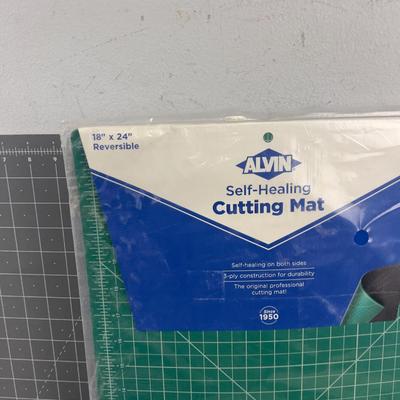 18" x 24"
Reversible
ALVIN
Self-Healing
Cutting Mat
Self-healing on both sides
3-ply construction for durability
The original professional
cutting mat!
Since
1950